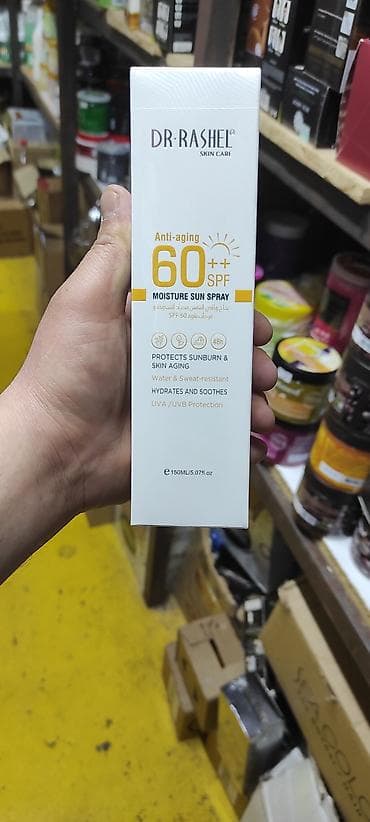 DR·RASHEL
SKIN CARE
Anti-aging
60++
SPF
MOISTURE SUN SPRAY
PROTECTS SUNBURN &
SKIN AGING
Water & Sweat-resistant
HYDRATES AND SOOTHES
UVA /UVB Protection
℮150ML/5.07fl oz